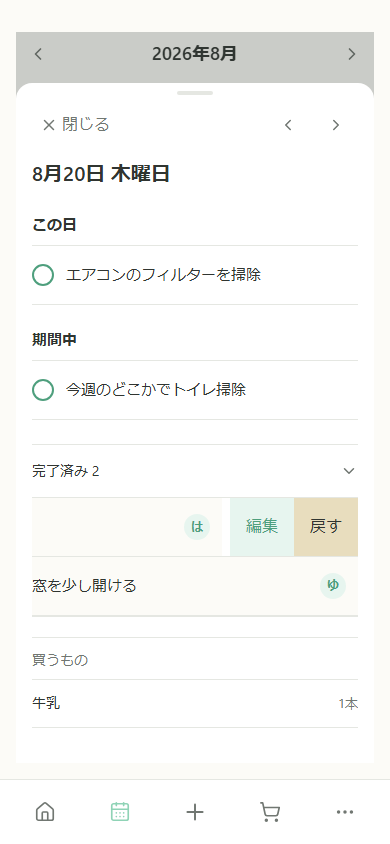 2026年8月
閉じる
8月20日 木曜日
この日
エアコンのフィルターを掃除
期間中
今週のどこかでトイレ掃除
完了済み 2
は 編集 戻す
窓を少し開ける ゆ
買うもの
牛乳 1本